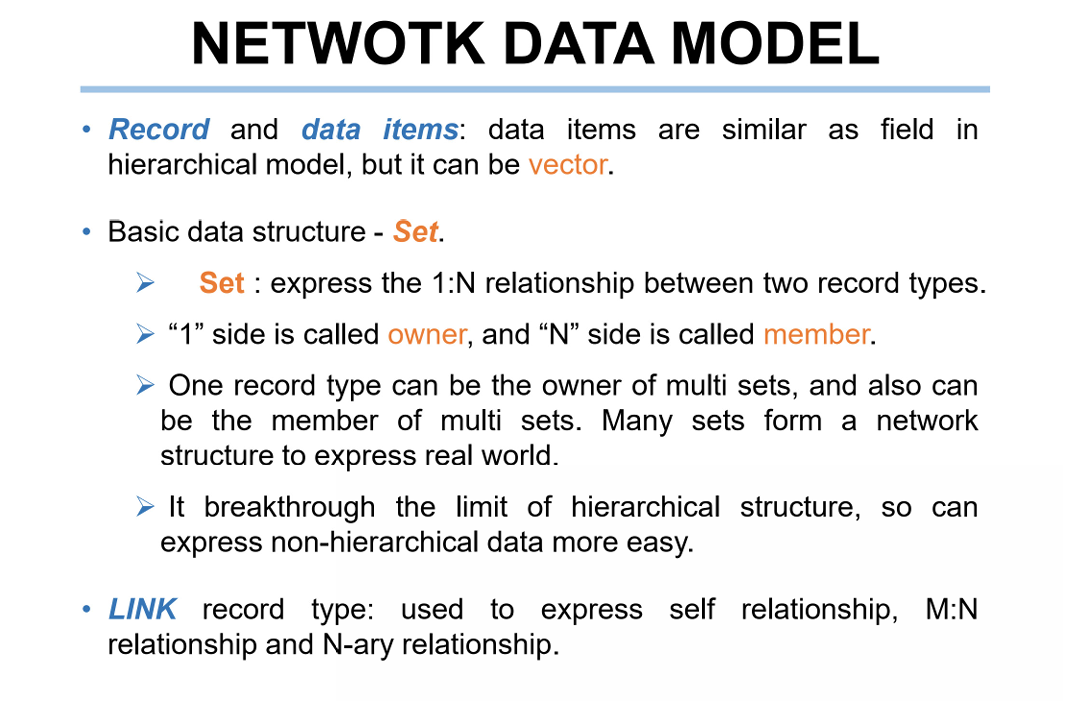 NETWOTK DATA MODEL
• Record and data items: data items are similar as field in
hierarchical model, but it can be vector.
• Basic data structure - Set.
➢ Set : express the 1:N relationship between two record types.
➢ “1” side is called owner, and “N” side is called member.
➢ One record type can be the owner of multi sets, and also can
be the member of multi sets. Many sets form a network
structure to express real world.
➢ It breakthrough the limit of hierarchical structure, so can
express non-hierarchical data more easy.
• LINK record type: used to express self relationship, M:N
relationship and N-ary relationship.